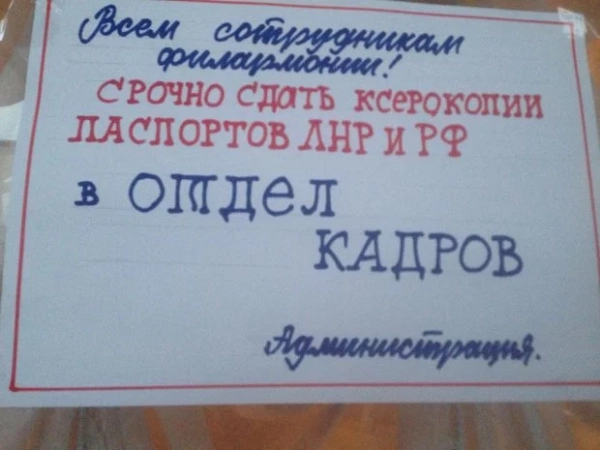 Всем сотрудникам
филармонии!
СРОЧНО СДАТЬ КСЕРОКОПИИ
ПАСПОРТОВ ЛНР И РФ
в ОТДЕЛ
КАДРОВ
Администрация.